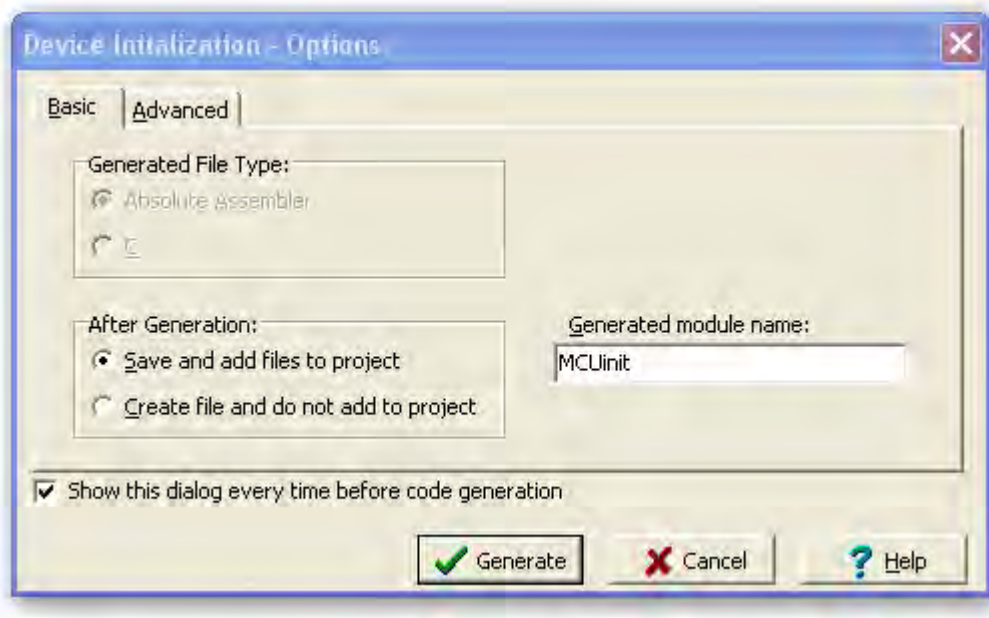 Device Initialization - Options
Basic
Advanced
Generated File Type:
Absolute Assembler
C
After Generation:
Save and add files to project
Create file and do not add to project
Generated module name:
MCUinit
Show this dialog every time before code generation
Generate
Cancel
Help